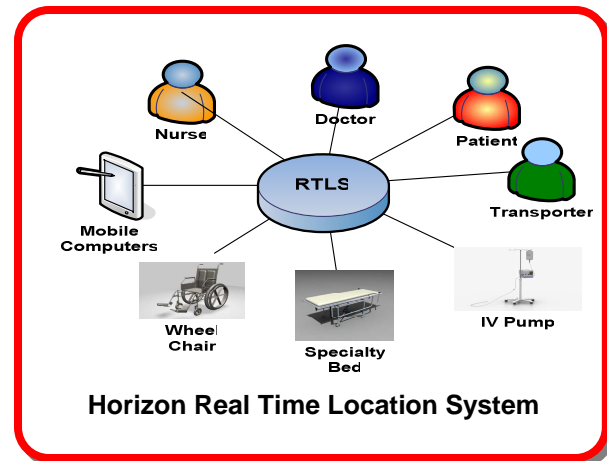 Nurse
Doctor
Patient
RTLS
Transporter
Mobile
Computers
Wheel
Chair
Specialty
Bed
IV Pump
Horizon Real Time Location System